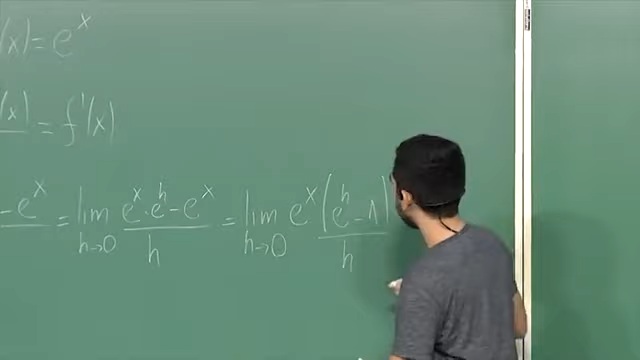 (x) = e^x
(x) = f'(x)
- e^x = lim h→0 (e^x · e^h - e^x)/h = lim h→0 e^x (e^h - 1)/h